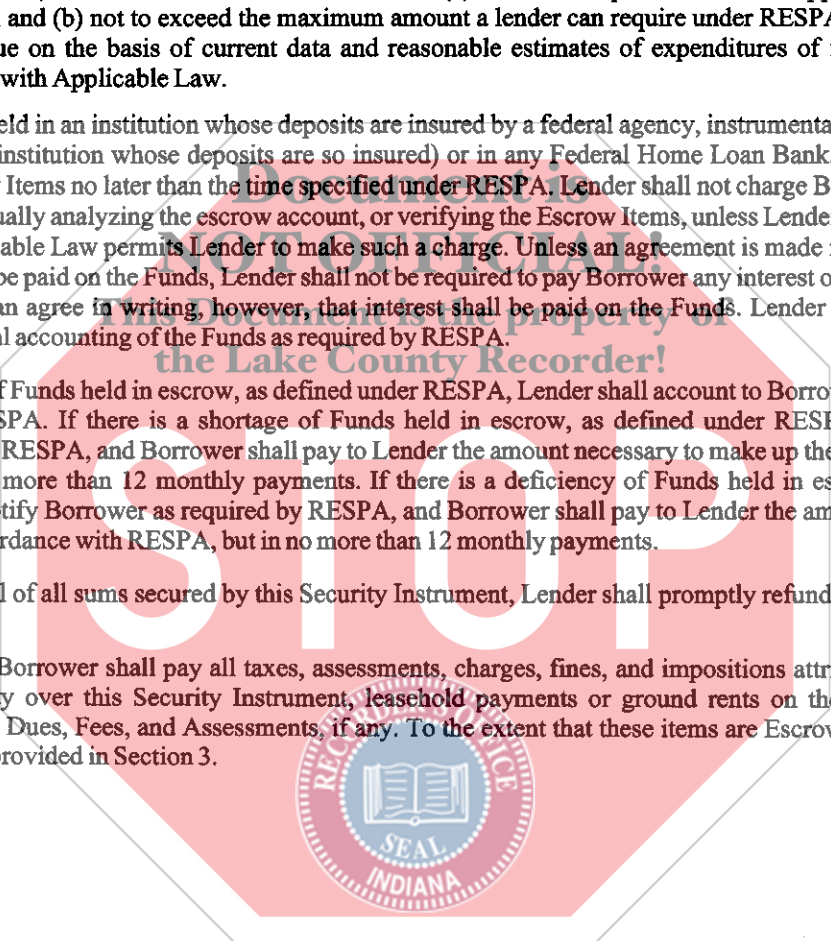 and (b) not to exceed the maximum amount a lender can require under RESPA
on the basis of current data and reasonable estimates of expenditures of
with Applicable Law.
eld in an institution whose deposits are insured by a federal agency, instrumenta
institution whose deposits are so insured) or in any Federal Home Loan Bank
Items no later than the time specified under RESPA. Lender shall not charge B
ually analyzing the escrow account, or verifying the Escrow Items, unless Lende
able Law permits Lender to make such a charge. Unless an agreement is made
be paid on the Funds, Lender shall not be required to pay Borrower any interest o
an agree in writing, however, that interest shall be paid on the Funds. Lender
l accounting of the Funds as required by RESPA.
f Funds held in escrow, as defined under RESPA, Lender shall account to Borro
SPA. If there is a shortage of Funds held in escrow, as defined under RESP
RESPA, and Borrower shall pay to Lender the amount necessary to make up the
more than 12 monthly payments. If there is a deficiency of Funds held in es
tify Borrower as required by RESPA, and Borrower shall pay to Lender the am
rdance with RESPA, but in no more than 12 monthly payments.
l of all sums secured by this Security Instrument, Lender shall promptly refund
Borrower shall pay all taxes, assessments, charges, fines, and impositions attr
y over this Security Instrument, leasehold payments or ground rents on the
Dues, Fees, and Assessments, if any. To the extent that these items are Escrov
rovided in Section 3.
Document is
NOT OFFICIAL!
This Document is the property of
the Lake County Recorder!
STOP
RECORDER'S OFFICE
SEAL
INDIANA